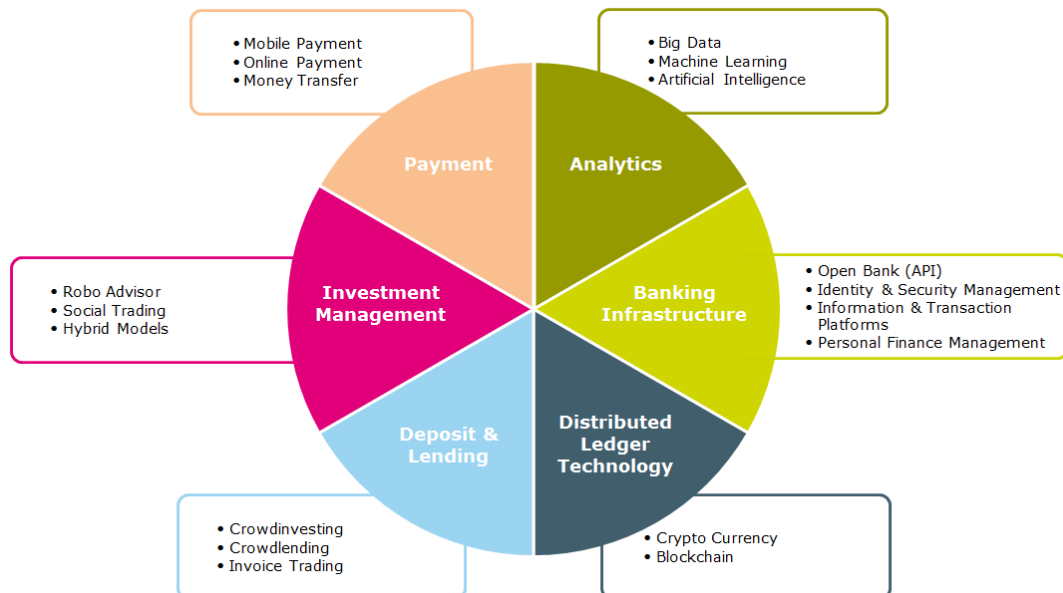 • Mobile Payment
• Online Payment
• Money Transfer
• Big Data
• Machine Learning
• Artificial Intelligence
Payment
Analytics
• Robo Advisor
• Social Trading
• Hybrid Models
Investment
Management
Banking
Infrastructure
• Open Bank (API)
• Identity & Security Management
• Information & Transaction
Platforms
• Personal Finance Management
Deposit &
Lending
Distributed
Ledger
Technology
• Crowdinvesting
• Crowdlending
• Invoice Trading
• Crypto Currency
• Blockchain